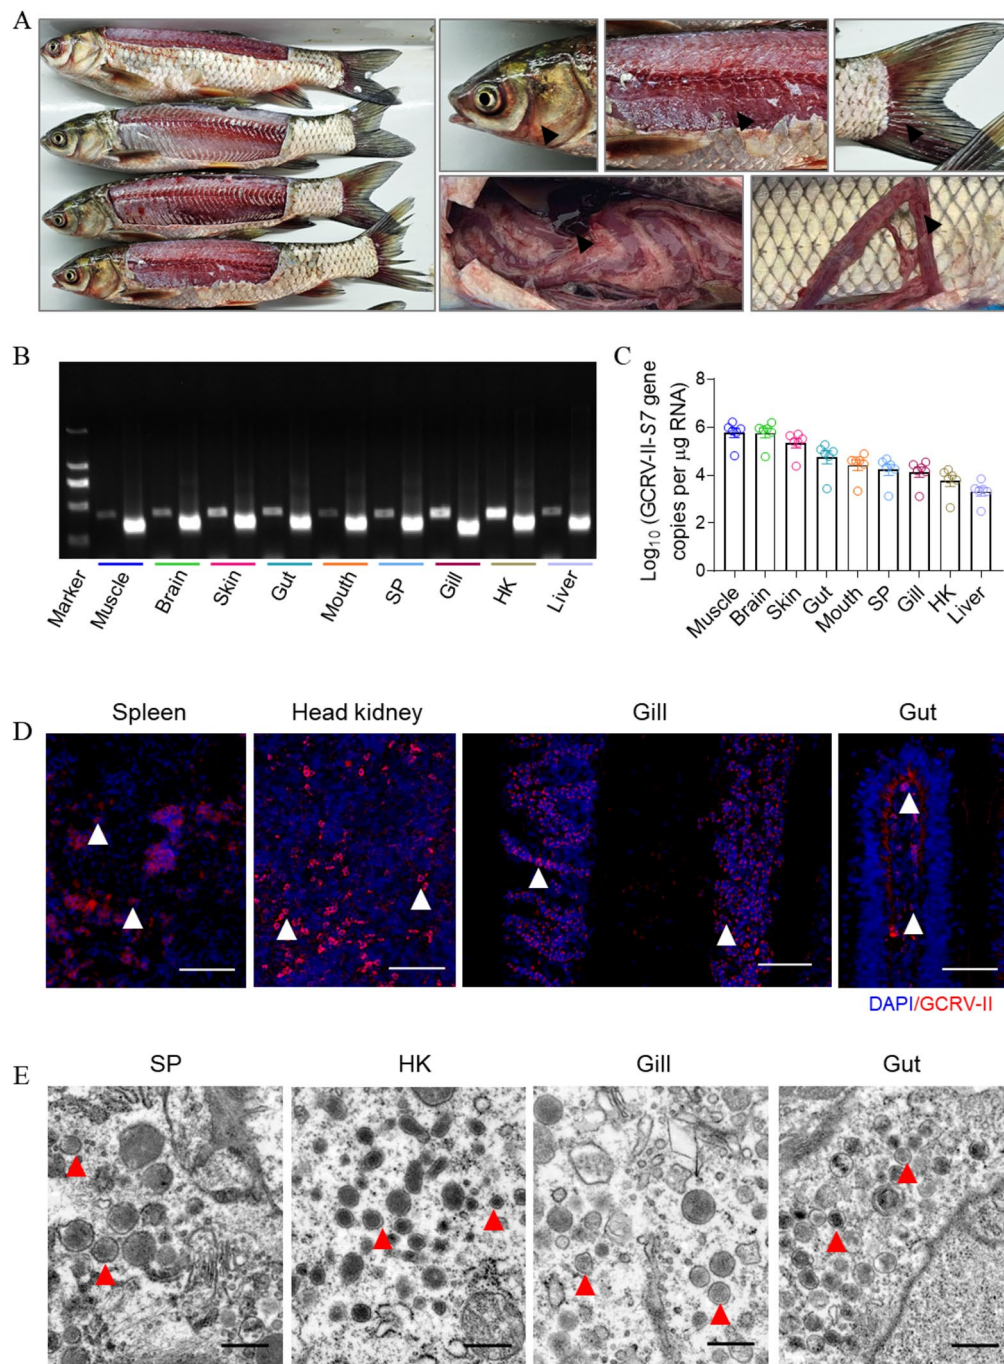 A
B
Marker
Muscle
Brain
Skin
Gut
Mouth
SP
Gill
HK
Liver
C
Log10 (GCRV-II-S7 gene
copies per μg RNA)
8
6
4
2
0
Muscle
Brain
Skin
Gut
Mouth
SP
Gill
HK
Liver
D
Spleen
Head kidney
Gill
Gut
DAPI/GCRV-II
E
SP
HK
Gill
Gut